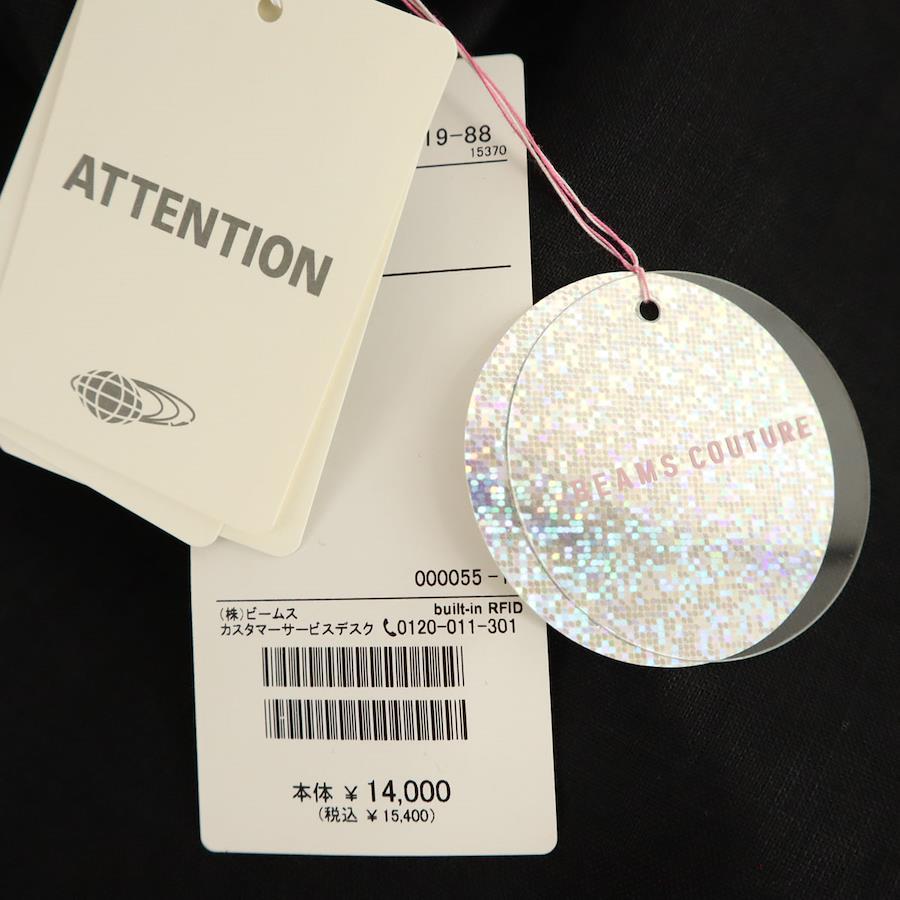 ATTENTION
19-88
15370
BEAMS COUTURE
000055 -
(株)ビームス
built-in RFID
カスタマーサービスデスク 0120-011-301
本体 ¥ 14,000
(税込 ¥ 15,400)